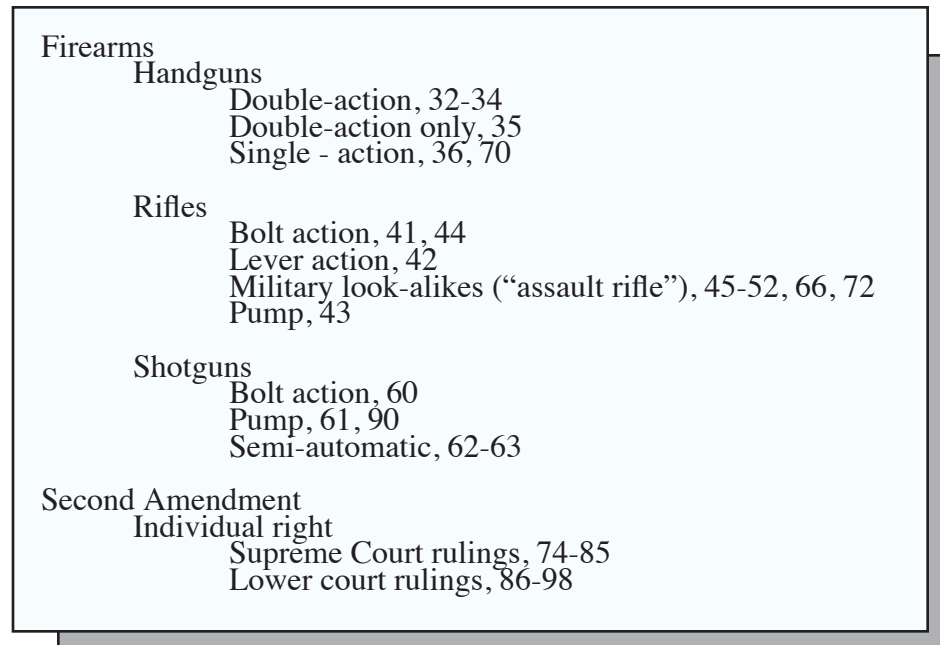 Firearms
Handguns
Double-action, 32-34
Double-action only, 35
Single - action, 36, 70
Rifles
Bolt action, 41, 44
Lever action, 42
Military look-alikes (“assault rifle”), 45-52, 66, 72
Pump, 43
Shotguns
Bolt action, 60
Pump, 61, 90
Semi-automatic, 62-63
Second Amendment
Individual right
Supreme Court rulings, 74-85
Lower court rulings, 86-98